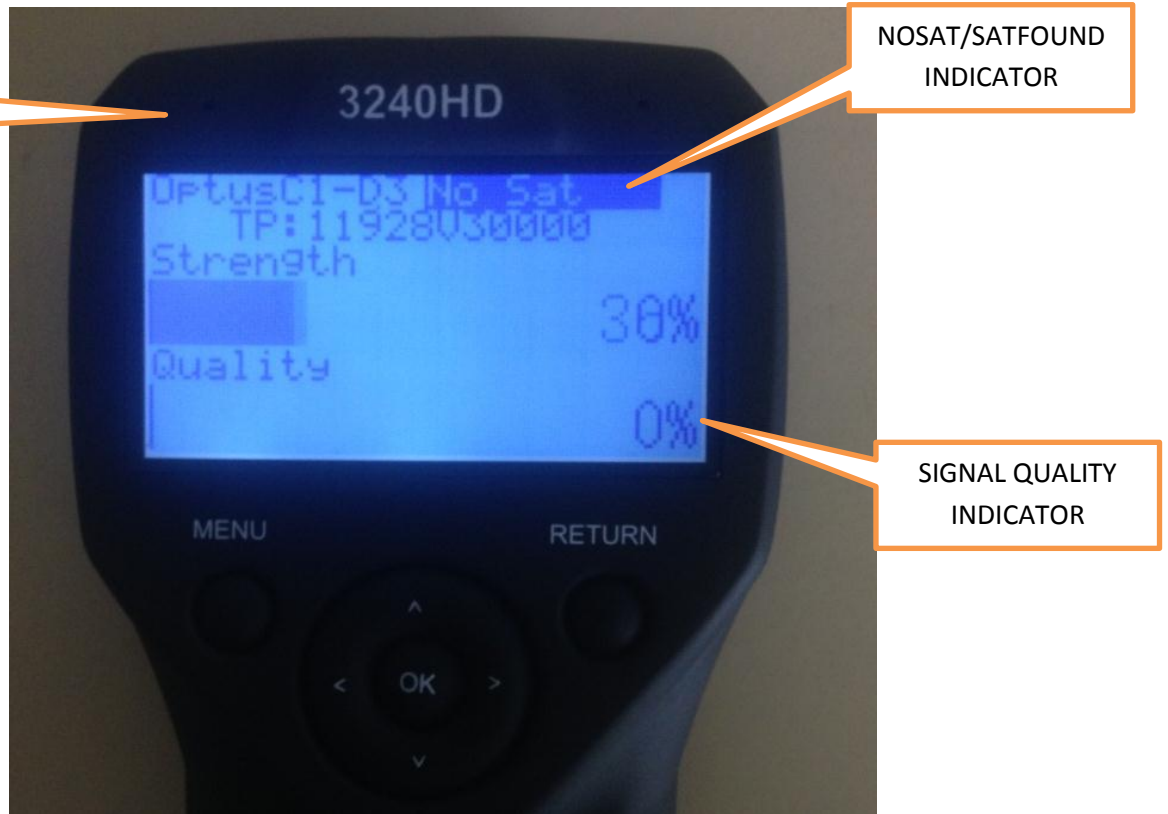 NOSAT/SATFOUND
INDICATOR
3240HD
OptusC1-D3 No Sat
TP:11928V30000
Strength
30%
Quality
0%
SIGNAL QUALITY
INDICATOR
MENU
RETURN
^
< OK >
v